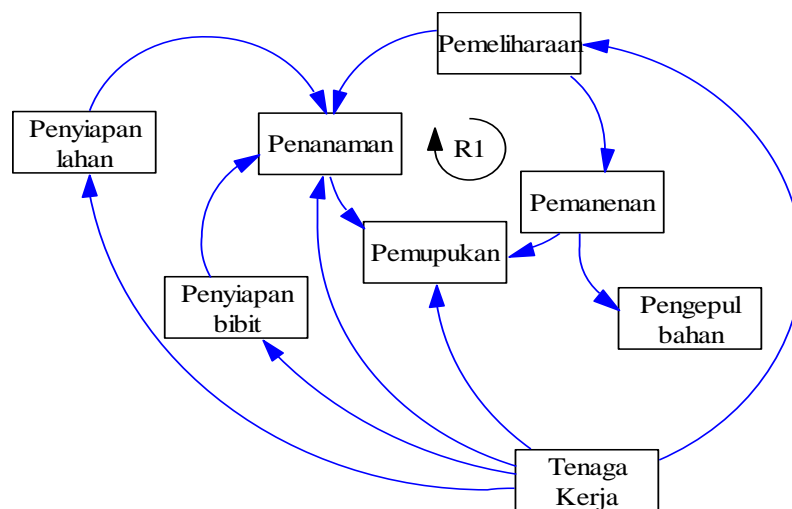 Pemeliharaan
Penyiapan
lahan
Penanaman
R1
Pemanenan
Pemupukan
Penyiapan
bibit
Pengepul
bahan
Tenaga
Kerja